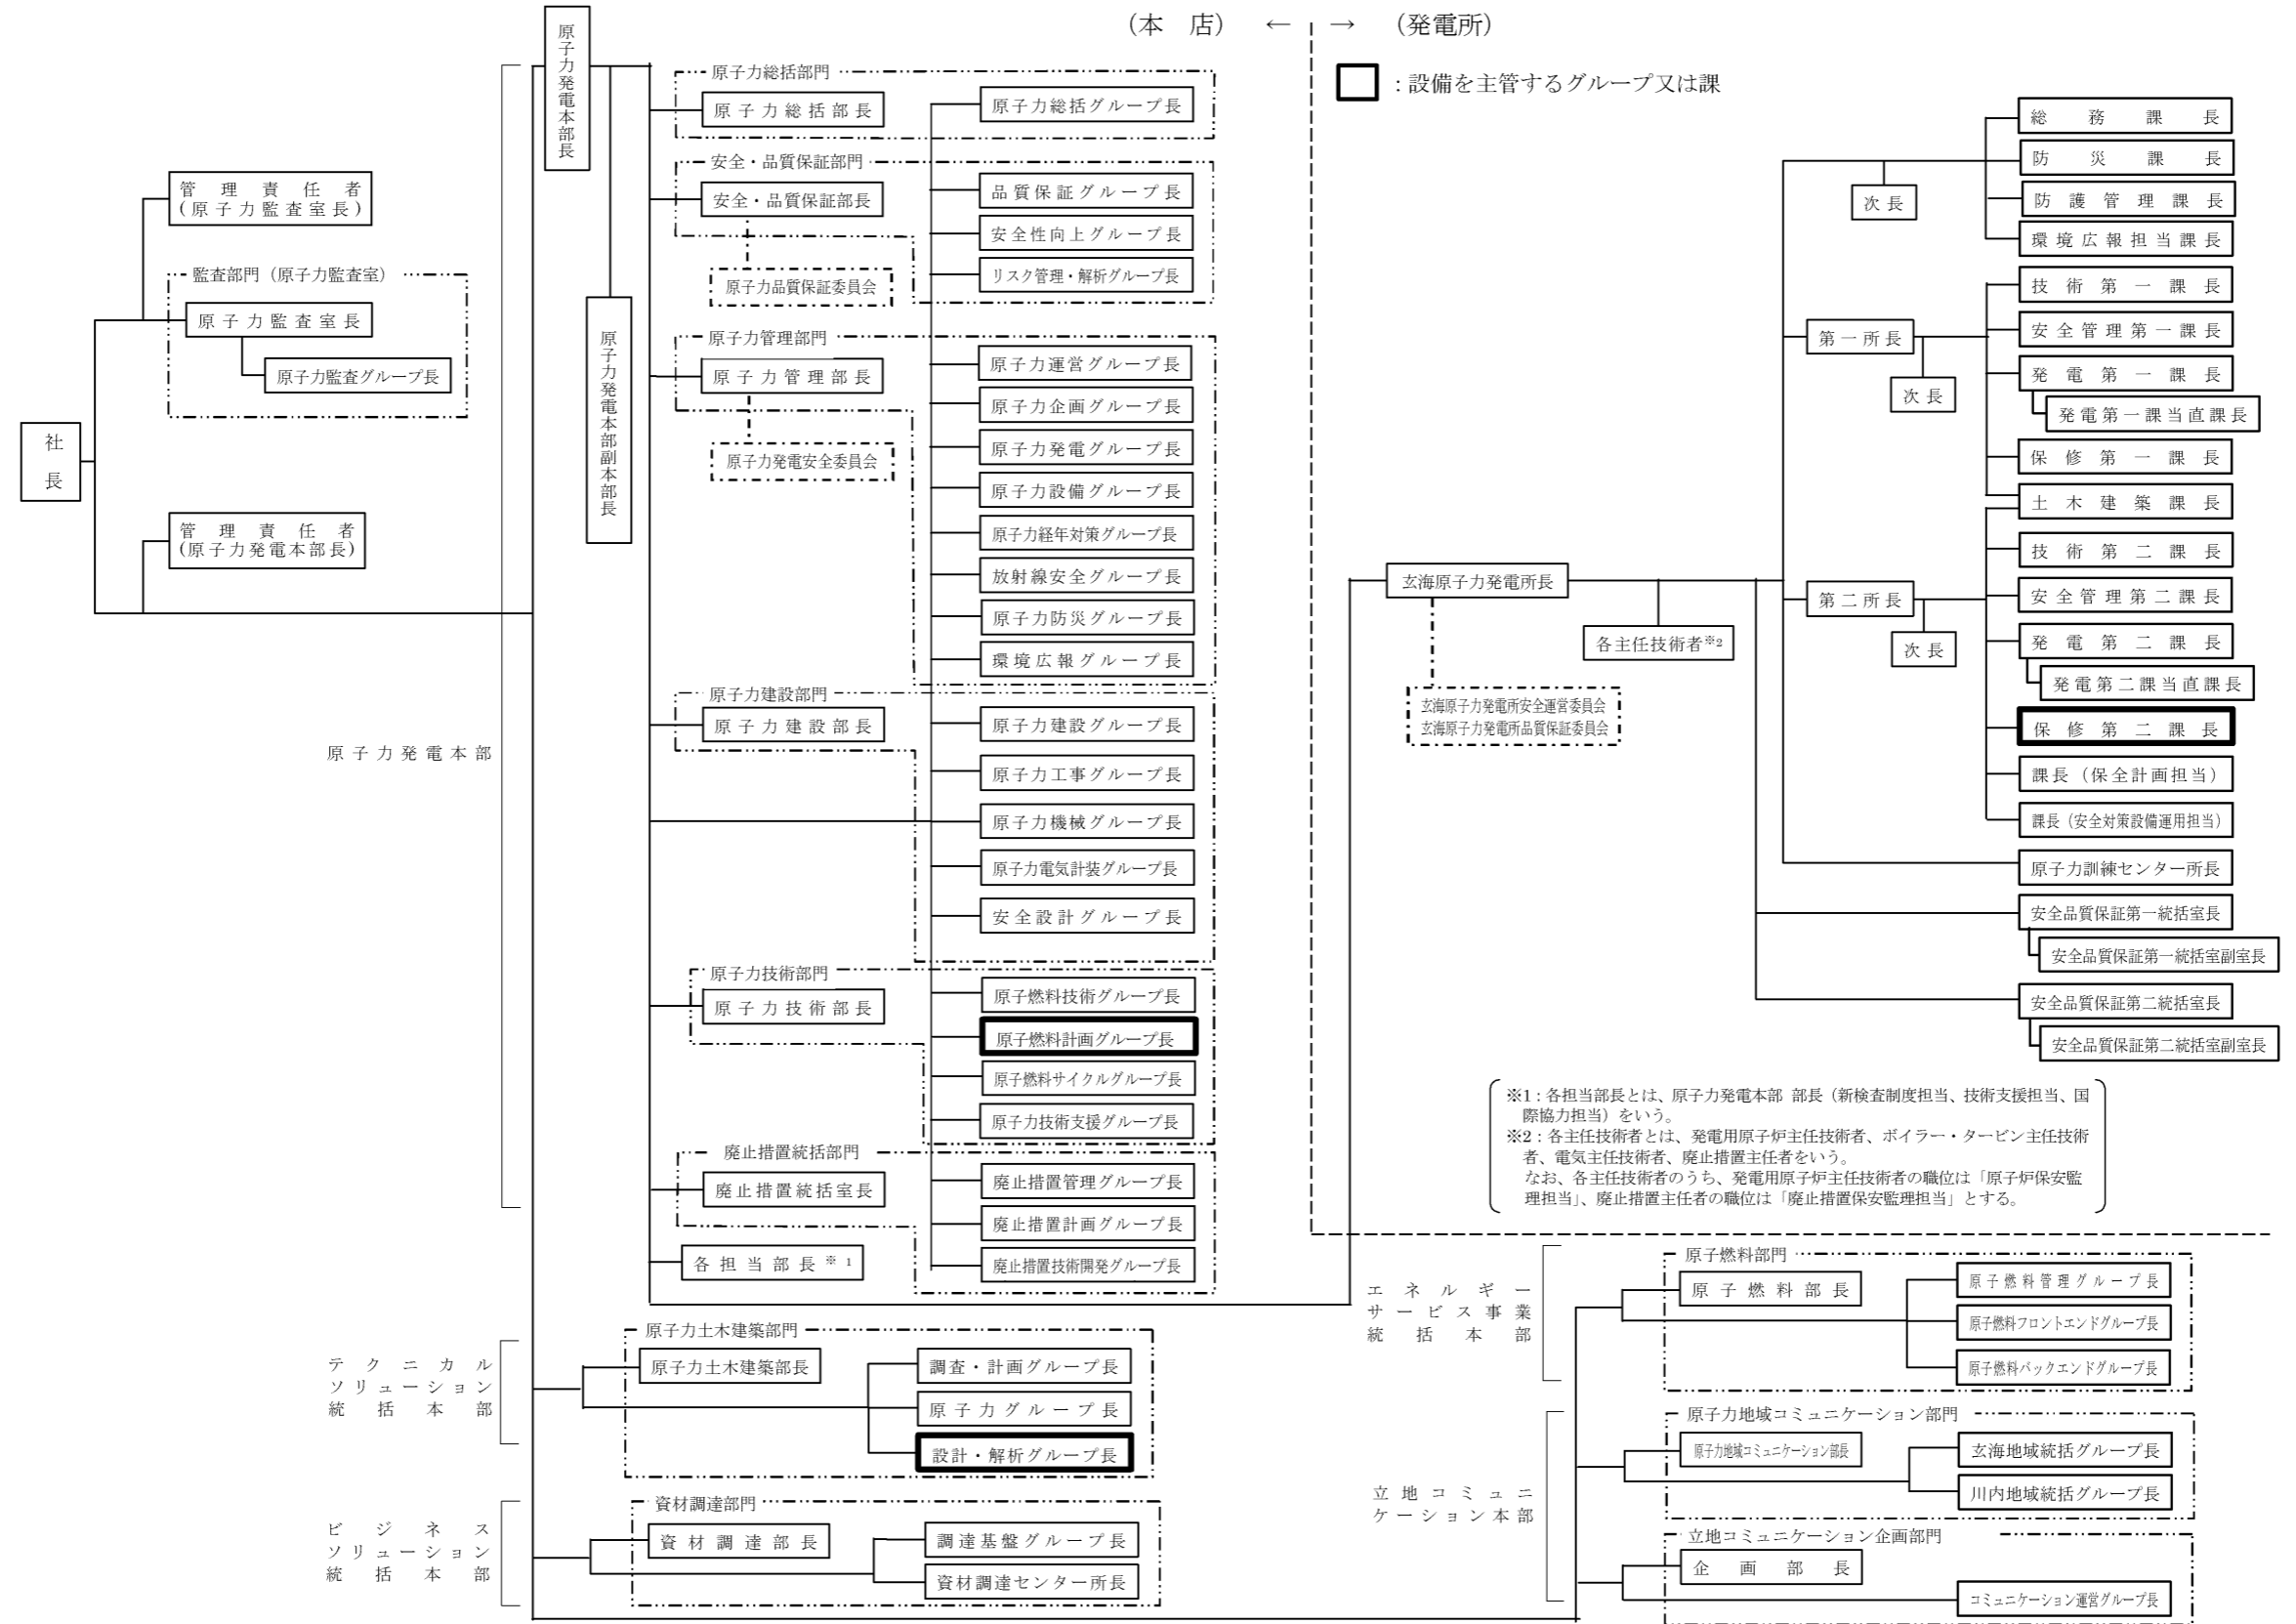 （本　店）　←　→　（発電所）
：設備を主管するグループ又は課
社長
管理責任者
(原子力監査室長)
監査部門（原子力監査室）
原子力監査室長
原子力監査グループ長
管理責任者
(原子力発電本部長)
原子力発電本部
原子力発電本部長
原子力発電本部副本部長
原子力総括部門
原子力総括部長
原子力総括グループ長
安全・品質保証部門
安全・品質保証部長
原子力品質保証委員会
品質保証グループ長
安全性向上グループ長
リスク管理・解析グループ長
原子力管理部門
原子力管理部長
原子力発電安全委員会
原子力運営グループ長
原子力企画グループ長
原子力発電グループ長
原子力設備グループ長
原子力経年対策グループ長
放射線安全グループ長
原子力防災グループ長
環境広報グループ長
原子力建設部門
原子力建設部長
原子力建設グループ長
原子力工事グループ長
原子力機械グループ長
原子力電気計装グループ長
安全設計グループ長
原子力技術部門
原子力技術部長
原子燃料技術グループ長
原子燃料計画グループ長
原子燃料サイクルグループ長
原子力技術支援グループ長
廃止措置統括部門
廃止措置統括室長
廃止措置管理グループ長
廃止措置計画グループ長
廃止措置技術開発グループ長
各担当部長※1
テクニカル
ソリューション
統括本部
原子力土木建築部門
原子力土木建築部長
調査・計画グループ長
原子力グループ長
設計・解析グループ長
ビジネス
ソリューション
統括本部
資材調達部門
資材調達部長
調達基盤グループ長
資材調達センター所長
玄海原子力発電所長
各主任技術者※2
玄海原子力発電所安全運営委員会
玄海原子力発電所品質保証委員会
次長
総務課長
防災課長
防護管理課長
環境広報担当課長
第一所長
次長
技術第一課長
安全管理第一課長
発電第一課長
発電第一課当直課長
保修第一課長
土木建築課長
第二所長
次長
技術第二課長
安全管理第二課長
発電第二課長
発電第二課当直課長
保修第二課長
課長（保全計画担当）
課長（安全対策設備運用担当）
原子力訓練センター所長
安全品質保証第一統括室長
安全品質保証第一統括室副室長
安全品質保証第二統括室長
安全品質保証第二統括室副室長
※1：各担当部長とは、原子力発電本部 部長（新検査制度担当、技術支援担当、国
際協力担当）をいう。
※2：各主任技術者とは、発電用原子炉主任技術者、ボイラー・タービン主任技術
者、電気主任技術者、廃止措置主任者をいう。
なお、各主任技術者のうち、発電用原子炉主任技術者の職位は「原子炉保安監
理担当」、廃止措置主任者の職位は「廃止措置保安監理担当」とする。
エネルギー
サービス事業
統括本部
原子燃料部門
原子燃料部長
原子燃料管理グループ長
原子燃料フロントエンドグループ長
原子燃料バックエンドグループ長
立地コミュニ
ケーション本部
原子力地域コミュニケーション部門
原子力地域コミュニケーション部長
玄海地域統括グループ長
川内地域統括グループ長
立地コミュニケーション企画部門
企画部長
コミュニケーション運営グループ長